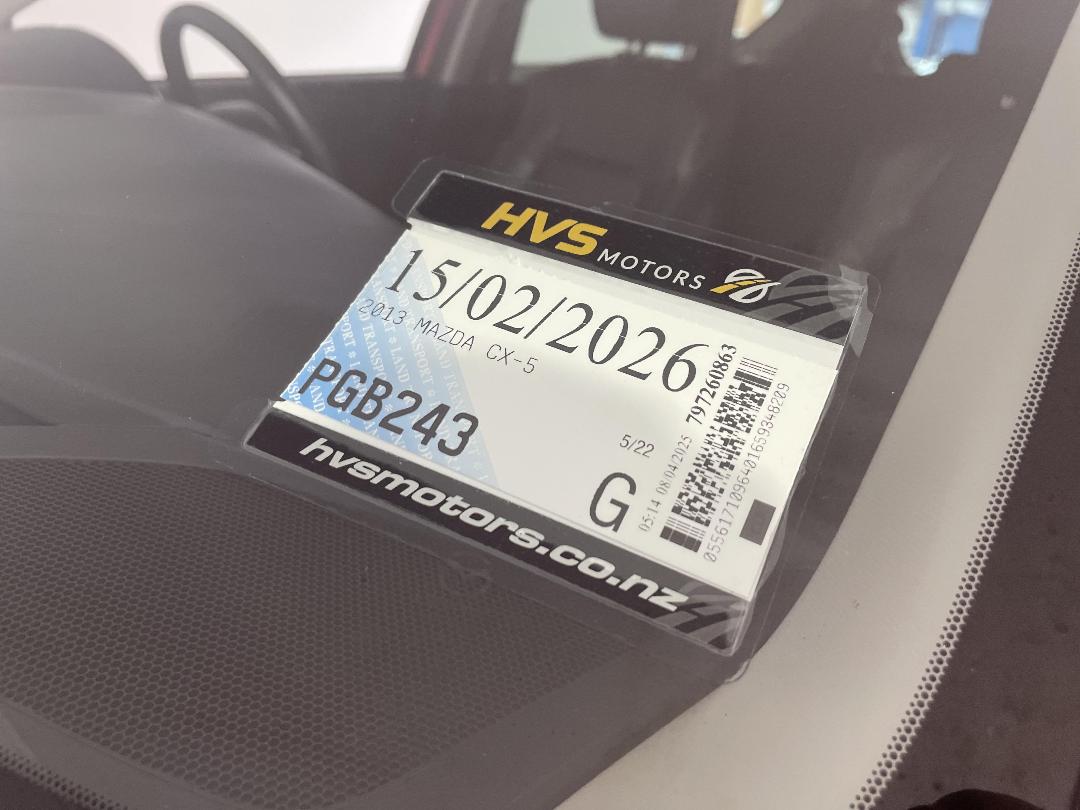 HVS MOTORS
15/02/2026
2013 MAZDA CX-5
PGB243
5/22
G
05:14 08/04/2025
797260863
0556171096401659348209
hvsmotors.co.nz